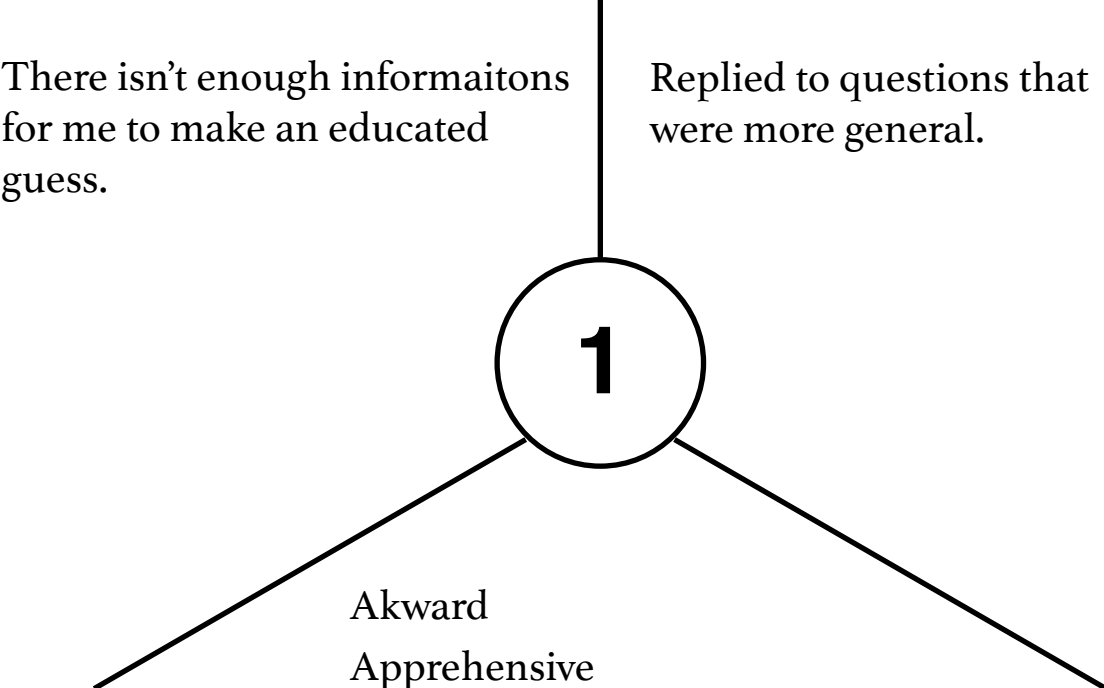 There isn't enough informaitons
for me to make an educated
guess.
Replied to questions that
were more general.
1
Akward
Apprehensive